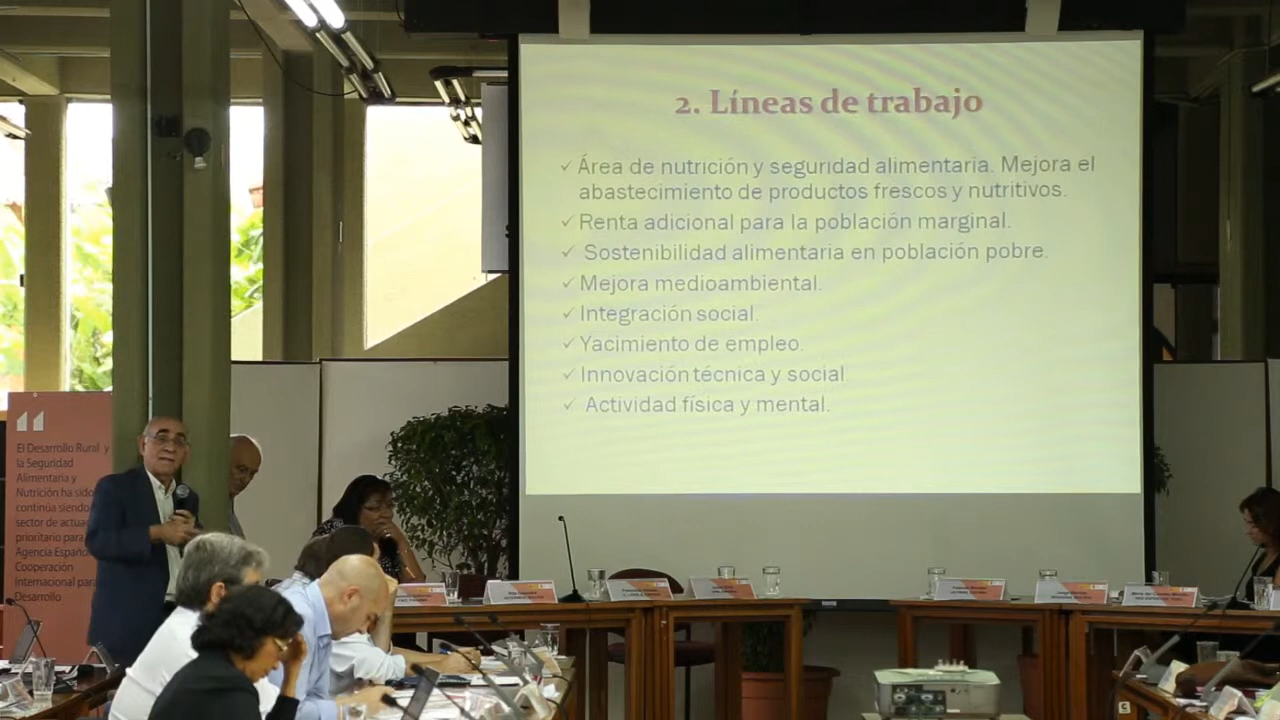 2. Líneas de trabajo
✓ Área de nutrición y seguridad alimentaria. Mejora el
abastecimiento de productos frescos y nutritivos.
✓ Renta adicional para la población marginal.
✓ Sostenibilidad alimentaria en población pobre.
✓ Mejora medioambiental.
✓ Integración social.
✓ Yacimiento de empleo.
✓ Innovación técnica y social
✓ Actividad física y mental.
El Desarrollo Rural y
la Seguridad
Alimentaria y
Nutrición ha sido
continúa siendo
sector de
prioritario para
Agencia
Cooperación
Internacional para
Desarrollo